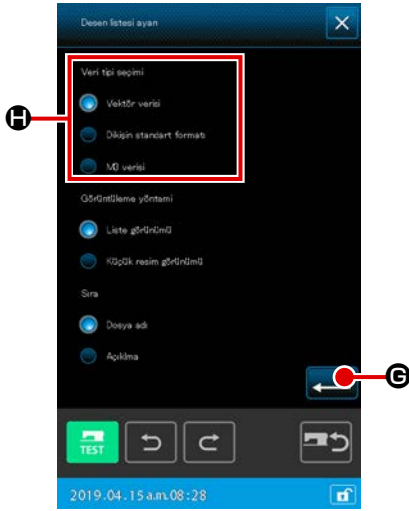 Desen listesi ayarı
Veri tipi seçimi
H
Vektör verisi
Dikişin standart formatı
M3 verisi
Görüntüleme yöntemi
Liste görünümü
Küçük resim görünümü
Sıra
Dosya adı
Açıklma
G
TEST
2019.04.15 a.m.08:28